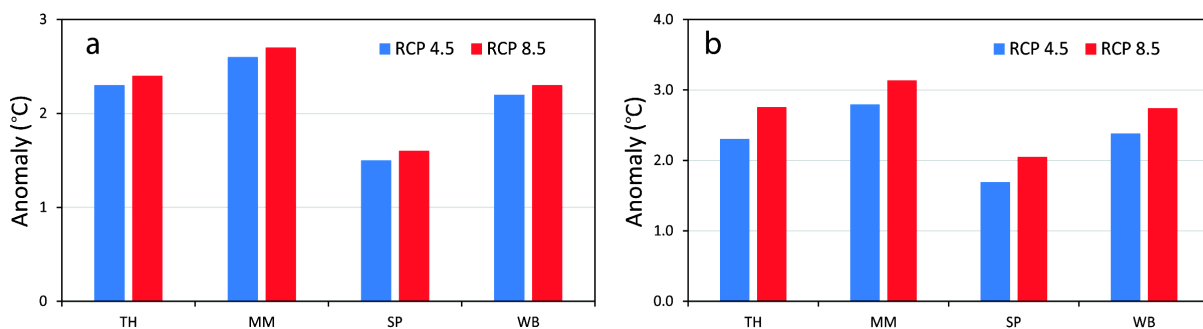 a
RCP 4.5 RCP 8.5
Anomaly (°C)
3
2
1
0
TH MM SP WB
b
RCP 4.5 RCP 8.5
Anomaly (°C)
4.0
3.0
2.0
1.0
0.0
TH MM SP WB